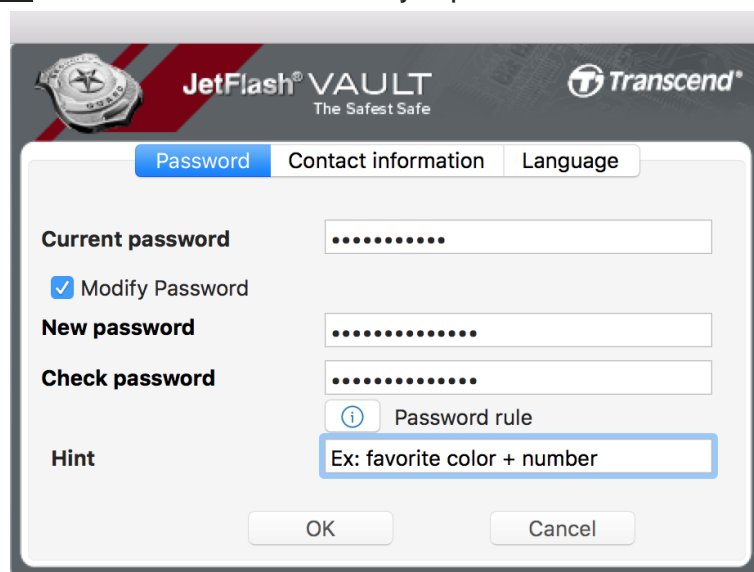 JetFlash® VAULT
The Safest Safe
Transcend®
Password Contact information Language
Current password •••••••••••
Modify Password
New password ••••••••••••••
Check password ••••••••••••••
Password rule
Hint Ex: favorite color + number
OK Cancel